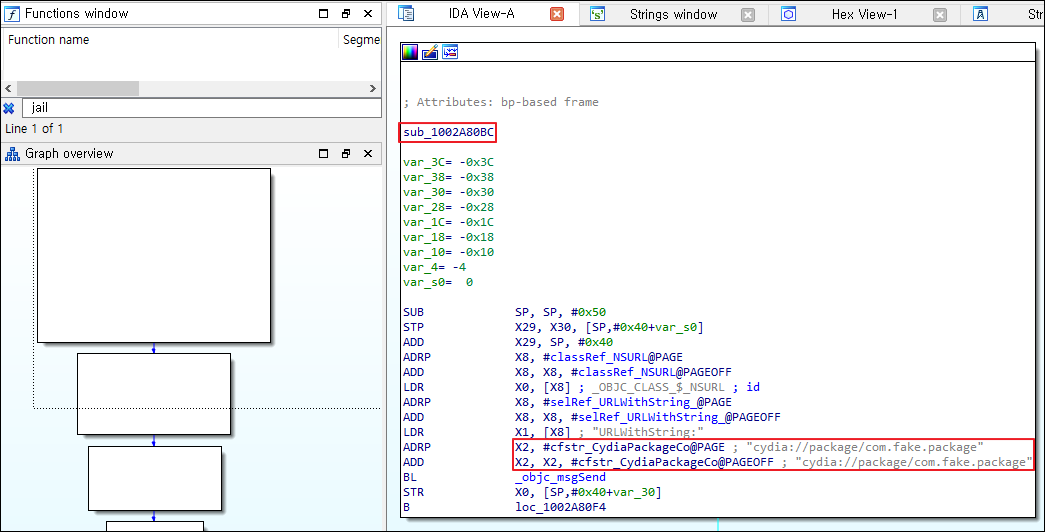 Functions window
Function name Segme
jail
Line 1 of 1
Graph overview
IDA View-A Strings window Hex View-1 Str
; Attributes: bp-based frame
sub_1002A80BC
var_3C= -0x3C
var_38= -0x38
var_30= -0x30
var_28= -0x28
var_1C= -0x1C
var_18= -0x18
var_10= -0x10
var_4= -4
var_s0= 0
SUB SP, SP, #0x50
STP X29, X30, [SP,#0x40+var_s0]
ADD X29, SP, #0x40
ADRP X8, #classRef_NSURL@PAGE
ADD X8, X8, #classRef_NSURL@PAGEOFF
LDR X0, [X8] ; _OBJC_CLASS_$_NSURL ; id
ADRP X8, #selRef_URLWithString_@PAGE
ADD X8, X8, #selRef_URLWithString_@PAGEOFF
LDR X1, [X8] ; "URLWithString:"
ADRP X2, #cfstr_CydiaPackageCo@PAGE ; "cydia://package/com.fake.package"
ADD X2, X2, #cfstr_CydiaPackageCo@PAGEOFF ; "cydia://package/com.fake.package"
BL _objc_msgSend
STR X0, [SP,#0x40+var_30]
B loc_1002A80F4